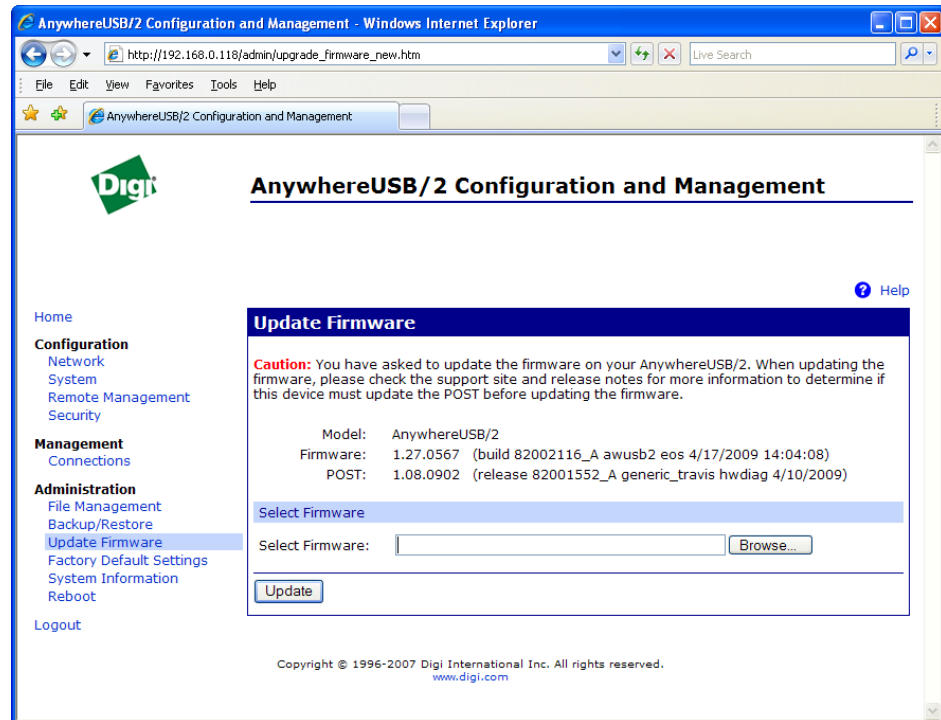 AnywhereUSB/2 Configuration and Management - Windows Internet Explorer
http://192.168.0.118/admin/upgrade_firmware_new.htm
Live Search
File Edit View Favorites Tools Help
AnywhereUSB/2 Configuration and Management
Digi
AnywhereUSB/2 Configuration and Management
? Help
Home
Configuration
Network
System
Remote Management
Security
Management
Connections
Administration
File Management
Backup/Restore
Update Firmware
Factory Default Settings
System Information
Reboot
Logout
Update Firmware
Caution: You have asked to update the firmware on your AnywhereUSB/2. When updating the
firmware, please check the support site and release notes for more information to determine if
this device must update the POST before updating the firmware.
Model: AnywhereUSB/2
Firmware: 1.27.0567 (build 82002116_A awusb2 eos 4/17/2009 14:04:08)
POST: 1.08.0902 (release 82001552_A generic_travis hwdiag 4/10/2009)
Select Firmware
Select Firmware: Browse...
Update
Copyright © 1996-2007 Digi International Inc. All rights reserved.
www.digi.com